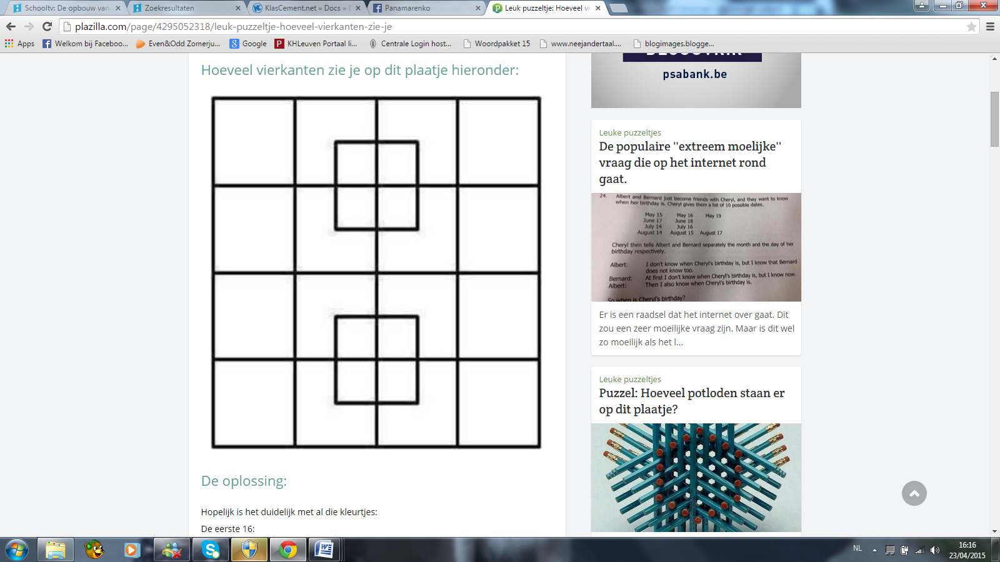 Schooltv: De opbouw van
Zoekresultaten
KlasCement.net » Docs »
Panamarenko
Leuk puzzeltje: Hoeveel vi
plazilla.com/page/4295052318/leuk-puzzeltje-hoeveel-vierkanten-zie-je
Apps
Welkom bij Faceboo...
Even&Odd Zomerju...
Google
KHLeuven Portaal li...
Centrale Login host...
Woordpakket 15
www.neejandertaal....
blogimages.blogge...
Hoeveel vierkanten zie je op dit plaatje hieronder:
psabank.be
Leuke puzzeltjes
De populaire "extreem moelijke"
vraag die op het internet rond
gaat.
24. Albert and Bernard just become friends with Cheryl, and they want to know
when her birthday is. Cheryl gives them a list of 10 possible dates.
May 15 May 16 May 19
June 17 June 18
July 14 July 16
August 14 August 15 August 17
Cheryl then tells Albert and Bernard separately the month and the day of her
birthday respectively.
Albert: I don't know when Cheryl's birthday is, but I know that Bernard
does not know too.
Bernard: At first I don't know when Cheryl's birthday is, but I know now.
Albert: Then I also know when Cheryl's birthday is.
So when is Cheryl's birthday?
Er is een raadsel dat het internet over gaat. Dit
zou een zeer moeilijke vraag zijn. Maar is dit wel
zo moeilijk als het l...
Leuke puzzeltjes
Puzzel: Hoeveel potloden staan er
op dit plaatje?
De oplossing:
Hopelijk is het duidelijk met al die kleurtjes:
De eerste 16:
NL
16:16
23/04/2015